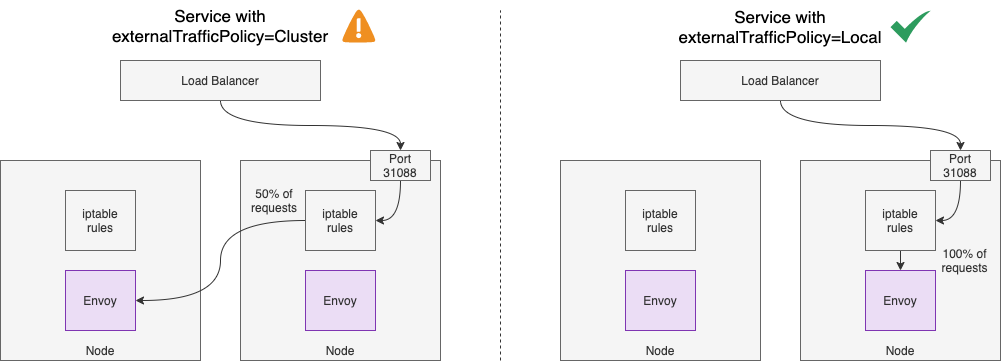 Service with
externalTrafficPolicy=Cluster
Load Balancer
Port
31088
50% of
requests
iptable
rules
iptable
rules
Envoy
Envoy
Node
Node
Service with
externalTrafficPolicy=Local
Load Balancer
Port
31088
iptable
rules
iptable
rules
100% of
requests
Envoy
Envoy
Node
Node